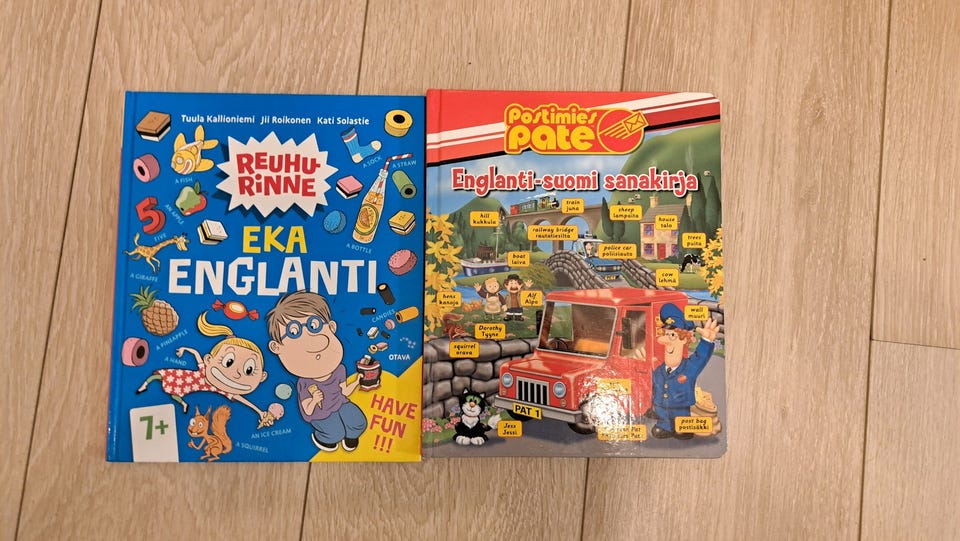 Tuula Kallioniemi Jii Roikonen Kati Solastie
REUHU-
RINNE
EKA
ENGLANTI
A FISH
A SOCK
A STRAW
AN APPLE
5
FIVE
A BOTTLE
A GIRAFFE
A PINEAPPLE
CANDIES
A HAND
OTAVA
HAVE
FUN!!!
7+
AN ICE CREAM
A SQUIRREL
Postimies
pate
Englanti-suomi sanakirja
hill
kukkula
train
juna
sheep
lampaita
house
talo
railway bridge
rautatiesilta
trees
puita
boat
laiva
police car
poliisiauto
cow
lehmä
hens
kanoja
Alf
Alpo
wall
muuri
Dorothy
Tyyne
squirrel
orava
PAT 1
Jess
Jessi
post bag
postisäkki